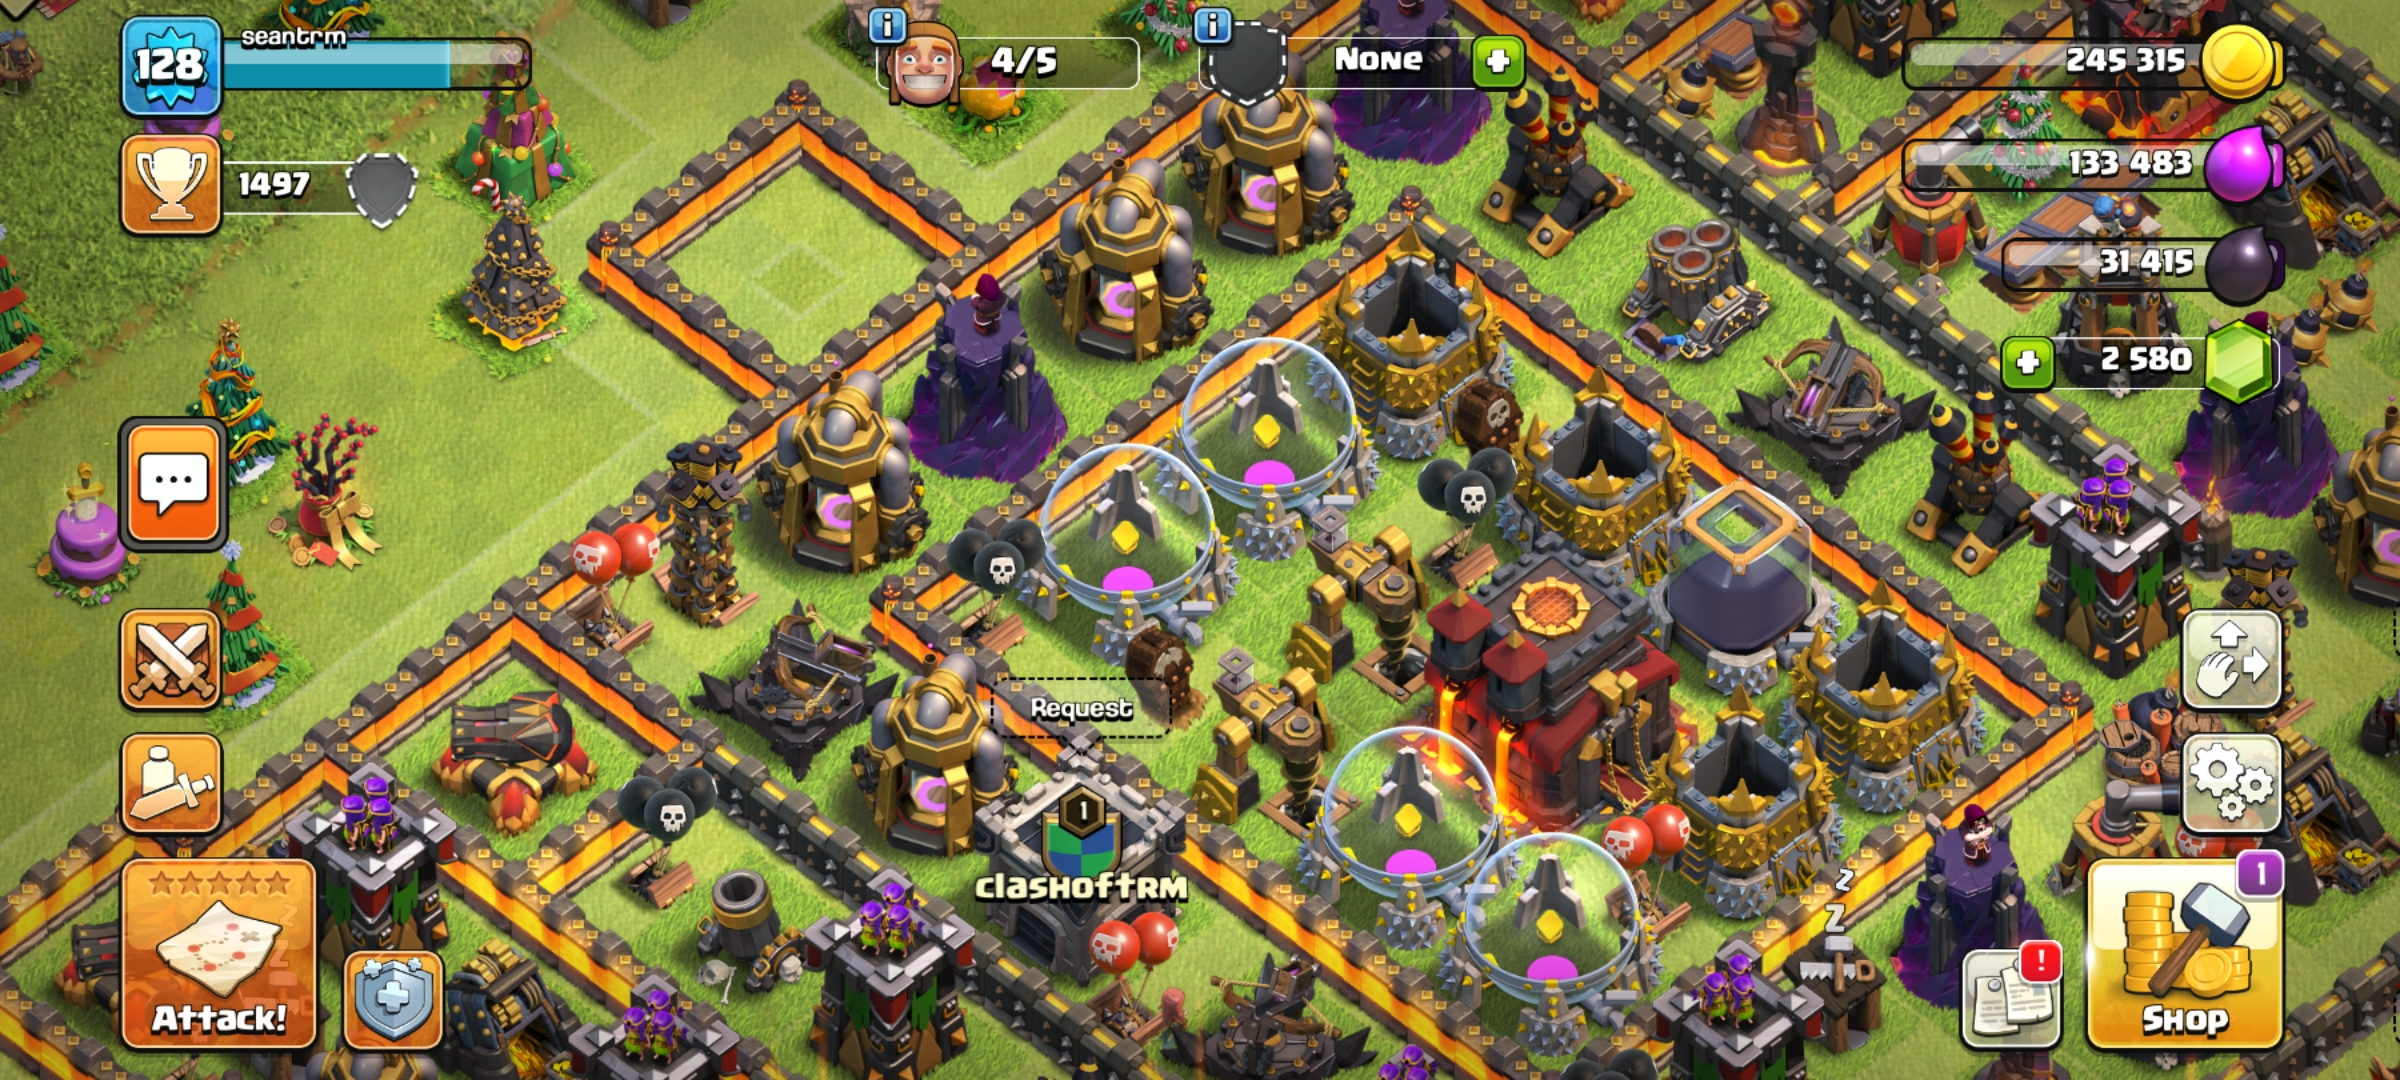 128
seantrm
4/5
None
245 315
1497
133 483
31 415
2 580
Request
1
clashoftRM
z
z
1
!
Attack!
Shop